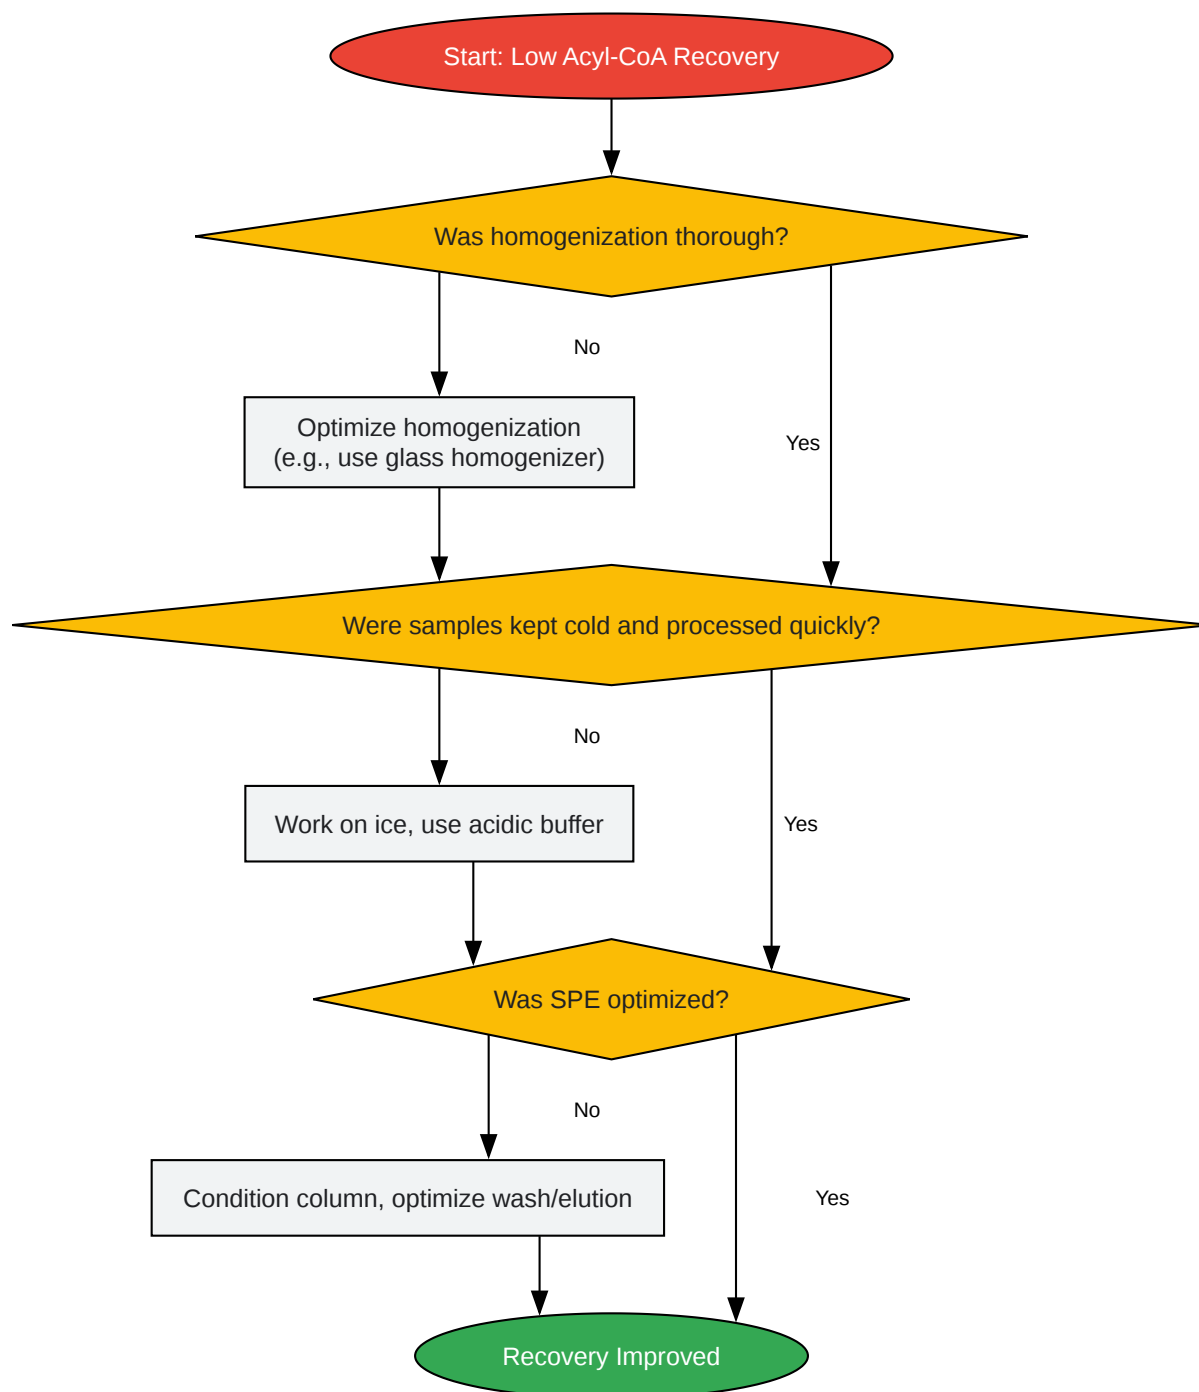 Start: Low Acyl-CoA Recovery
Was homogenization thorough?
No
Optimize homogenization
(e.g., use glass homogenizer)
Yes
Were samples kept cold and processed quickly?
No
Work on ice, use acidic buffer
Yes
Was SPE optimized?
No
Condition column, optimize wash/elution
Yes
Recovery Improved